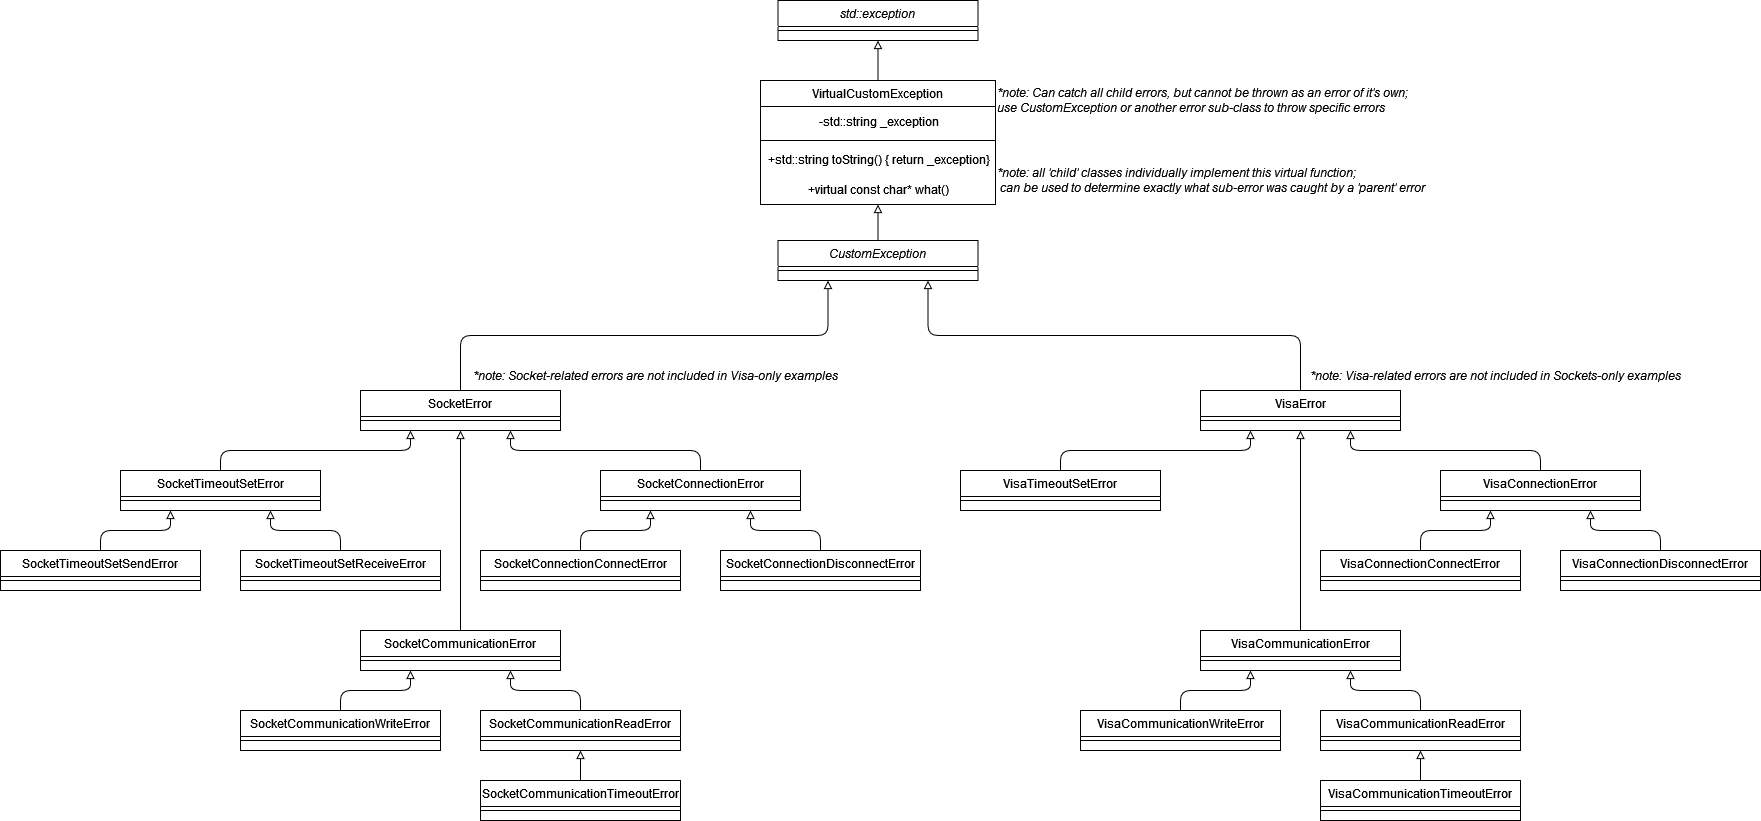 std::exception
VirtualCustomException
*note: Can catch all child errors, but cannot be thrown as an error of it's own;
use CustomException or another error sub-class to throw specific errors
-std::string _exception
+std::string toString() { return _exception}
*note: all 'child' classes individually implement this virtual function;
can be used to determine exactly what sub-error was caught by a 'parent' error
+virtual const char* what()
CustomException
*note: Socket-related errors are not included in Visa-only examples
*note: Visa-related errors are not included in Sockets-only examples
SocketError
VisaError
SocketTimeoutSetError
SocketConnectionError
VisaTimeoutSetError
VisaConnectionError
SocketTimeoutSetSendError
SocketTimeoutSetReceiveError
SocketConnectionConnectError
SocketConnectionDisconnectError
VisaConnectionConnectError
VisaConnectionDisconnectError
SocketCommunicationError
VisaCommunicationError
SocketCommunicationWriteError
SocketCommunicationReadError
VisaCommunicationWriteError
VisaCommunicationReadError
SocketCommunicationTimeoutError
VisaCommunicationTimeoutError